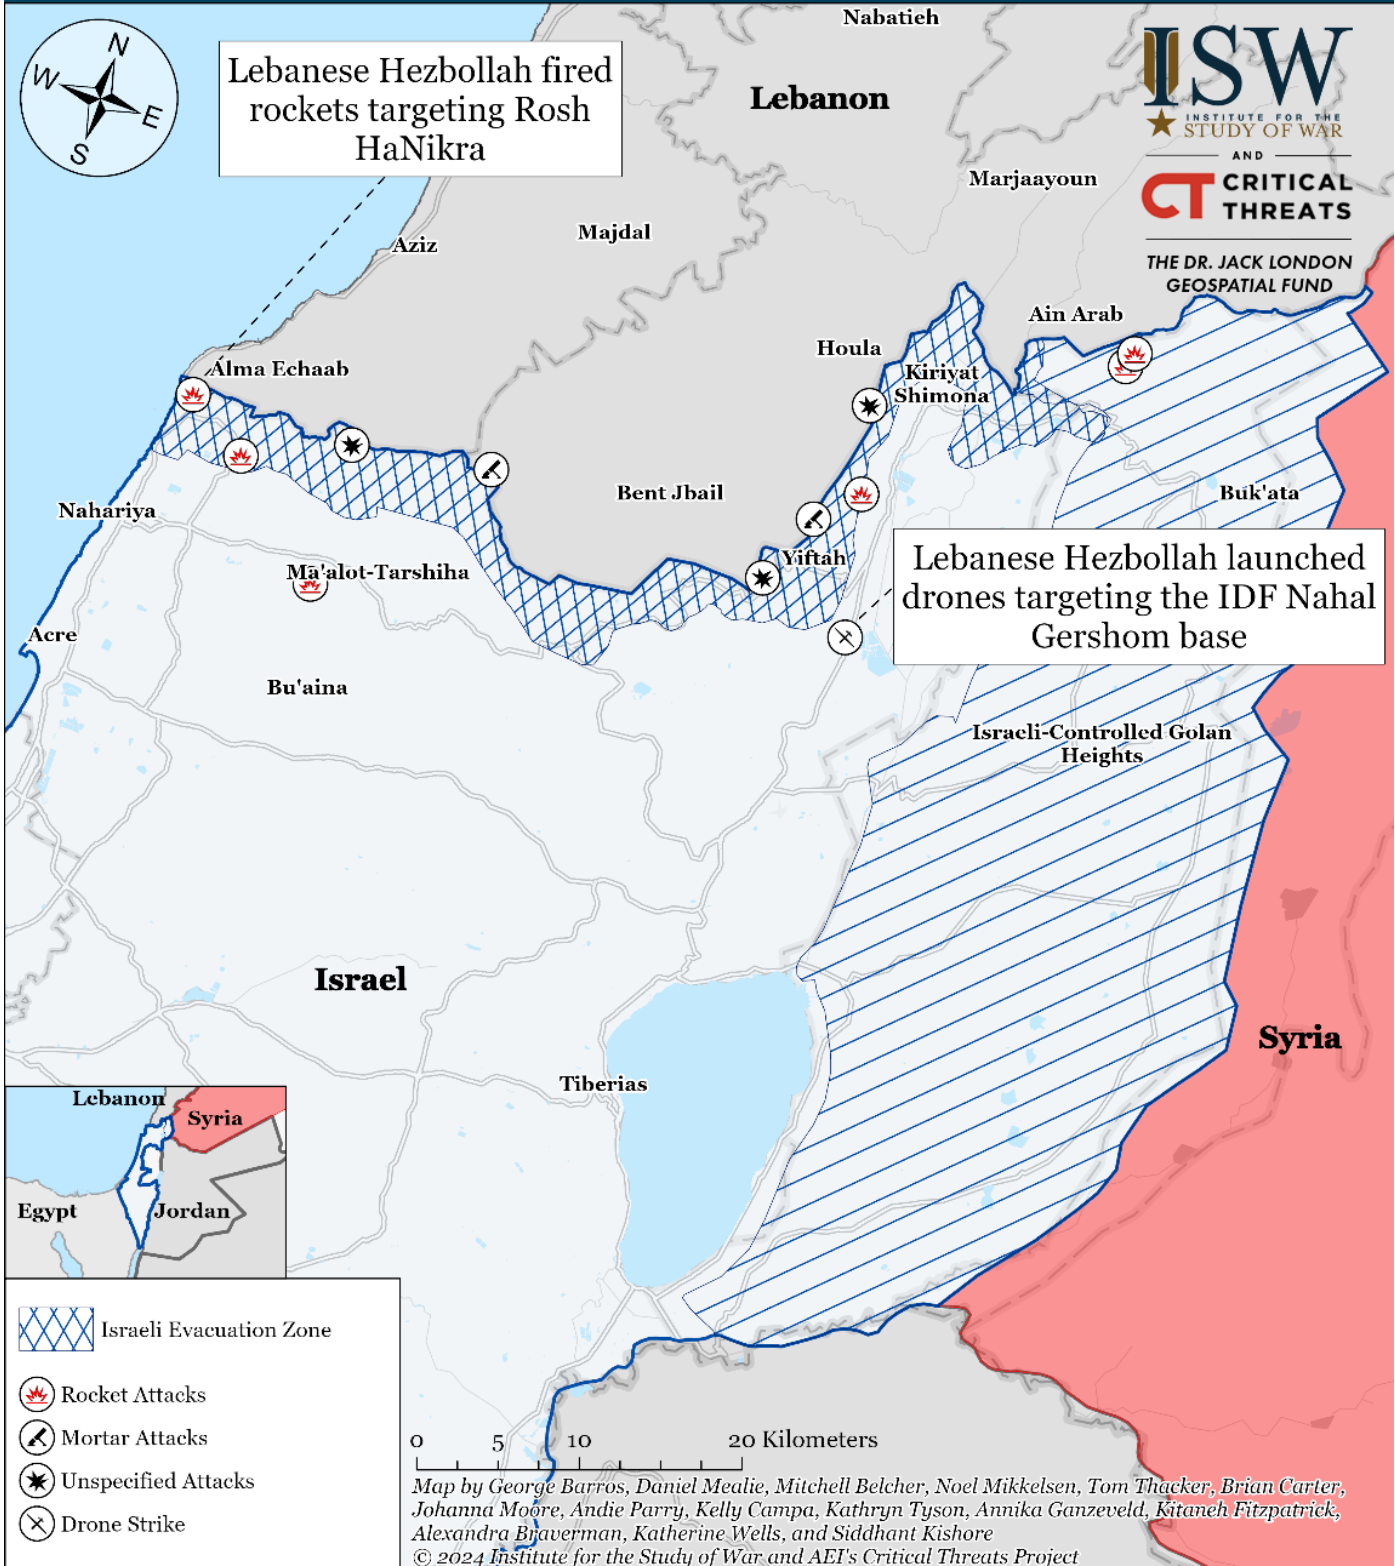 Nabatieh
N
W
E
S
Lebanese Hezbollah fired
rockets targeting Rosh
HaNikra
Lebanon
ISW
INSTITUTE FOR THE
STUDY OF WAR
AND
CT CRITICAL
THREATS
THE DR. JACK LONDON
GEOSPATIAL FUND
Marjaayoun
Majdal
Aziz
Ain Arab
Houla
Álma Echaab
Kiriyat
Shimona
Bent Jbail
Buk'ata
Nahariya
Yiftah
Ma'alot-Tarshiha
Lebanese Hezbollah launched
drones targeting the IDF Nahal
Gershom base
Acre
Bu'aina
Israeli-Controlled Golan
Heights
Israel
Syria
Tiberias
Lebanon
Syria
Egypt
Jordan
Israeli Evacuation Zone
Rocket Attacks
Mortar Attacks
Unspecified Attacks
Drone Strike
0 5 10 20 Kilometers
Map by George Barros, Daniel Mealie, Mitchell Belcher, Noel Mikkelsen, Tom Thacker, Brian Carter,
Johanna Moore, Andie Parry, Kelly Campa, Kathryn Tyson, Annika Ganzeveld, Kitaneh Fitzpatrick,
Alexandra Braverman, Katherine Wells, and Siddhant Kishore
© 2024 Institute for the Study of War and AEI's Critical Threats Project